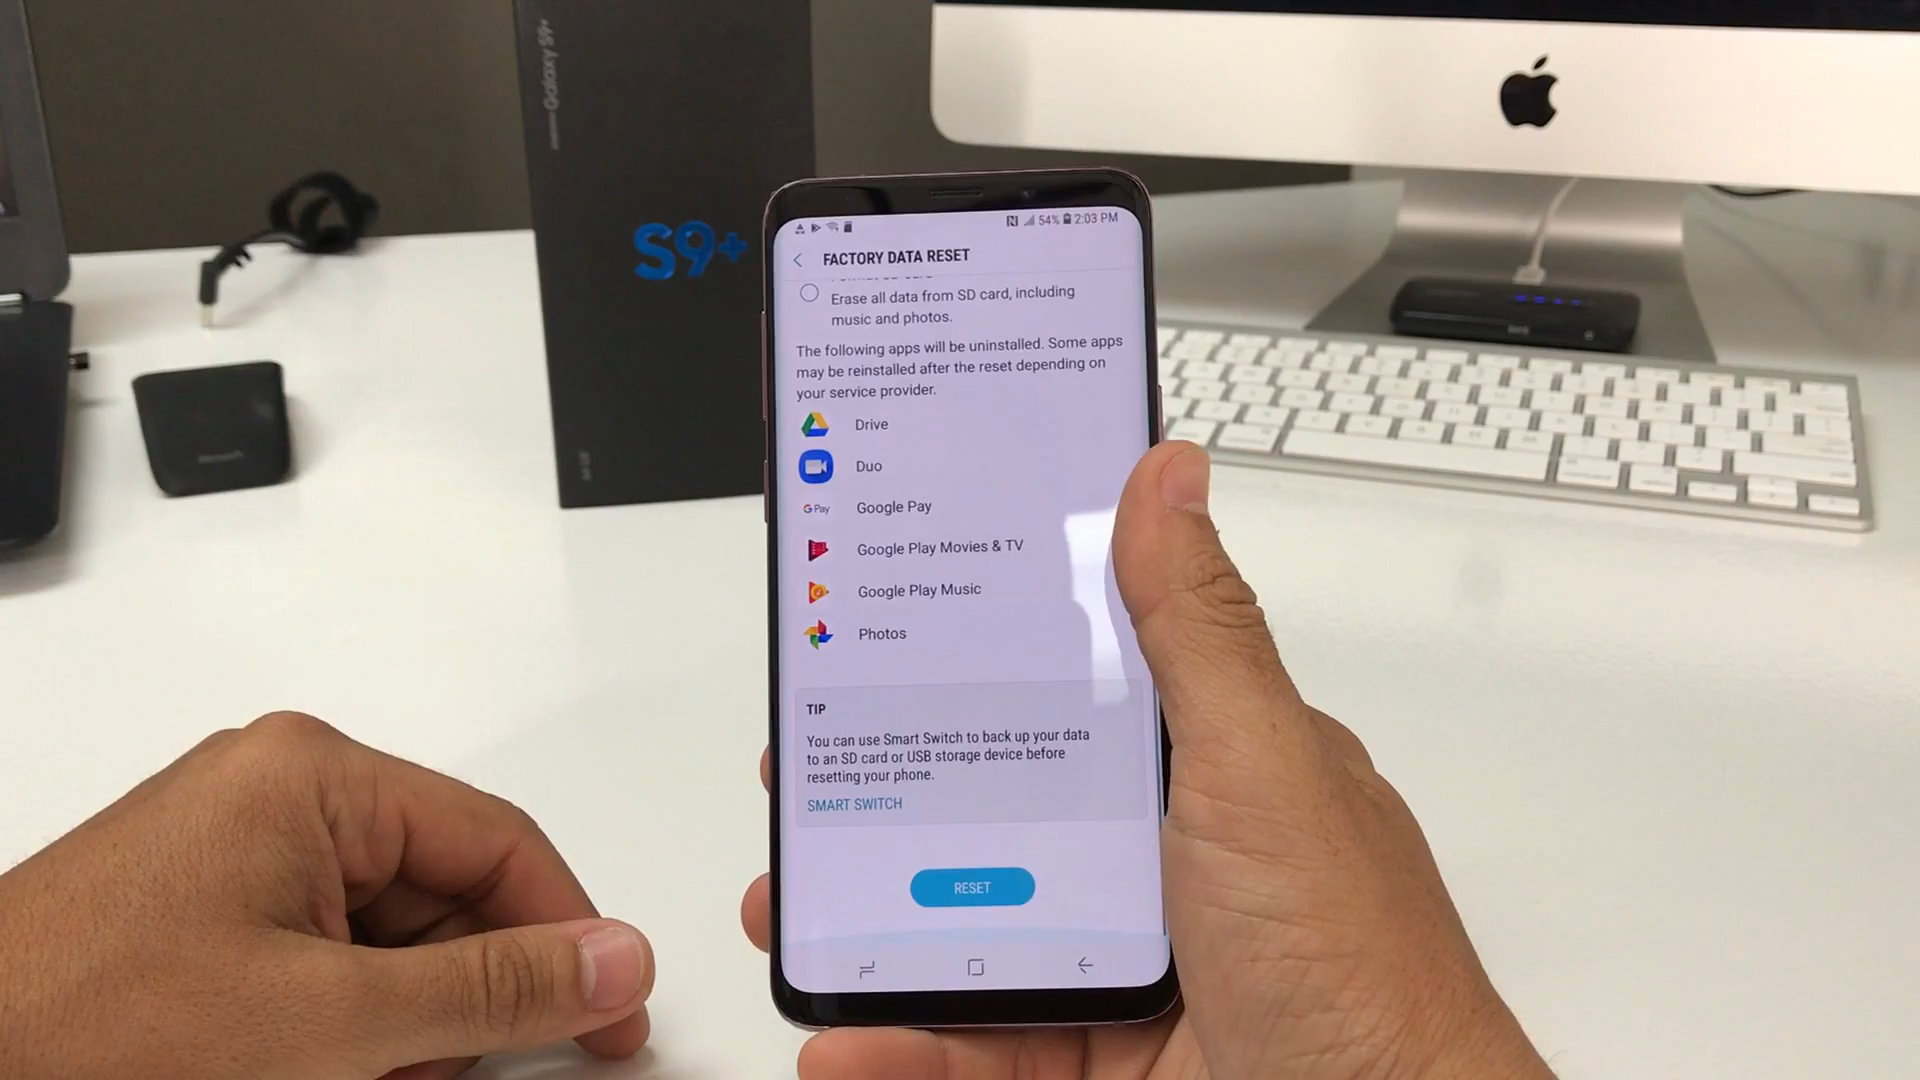 Galaxy S9+
S9+
54% 2:03 PM
FACTORY DATA RESET
Erase all data from SD card, including
music and photos.
The following apps will be uninstalled. Some apps
may be reinstalled after the reset depending on
your service provider.
Drive
Duo
G Pay Google Pay
Google Play Movies & TV
Google Play Music
Photos
TIP
You can use Smart Switch to back up your data
to an SD card or USB storage device before
resetting your phone.
SMART SWITCH
RESET
Microsoft